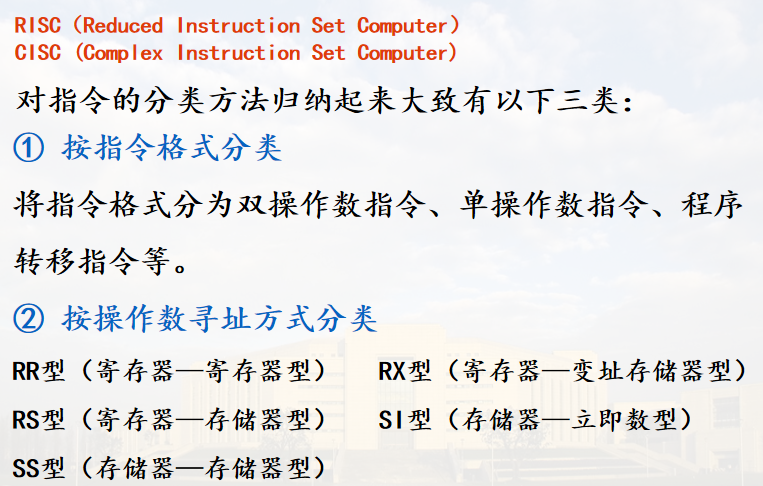 RISC（Reduced Instruction Set Computer）
CISC (Complex Instruction Set Computer）
对指令的分类方法归纳起来大致有以下三类：
① 按指令格式分类
将指令格式分为双操作数指令、单操作数指令、程序
转移指令等。
② 按操作数寻址方式分类
RR型（寄存器—寄存器型） RX型（寄存器—变址存储器型）
RS型（寄存器—存储器型） SI型（存储器—立即数型）
SS型（存储器—存储器型）